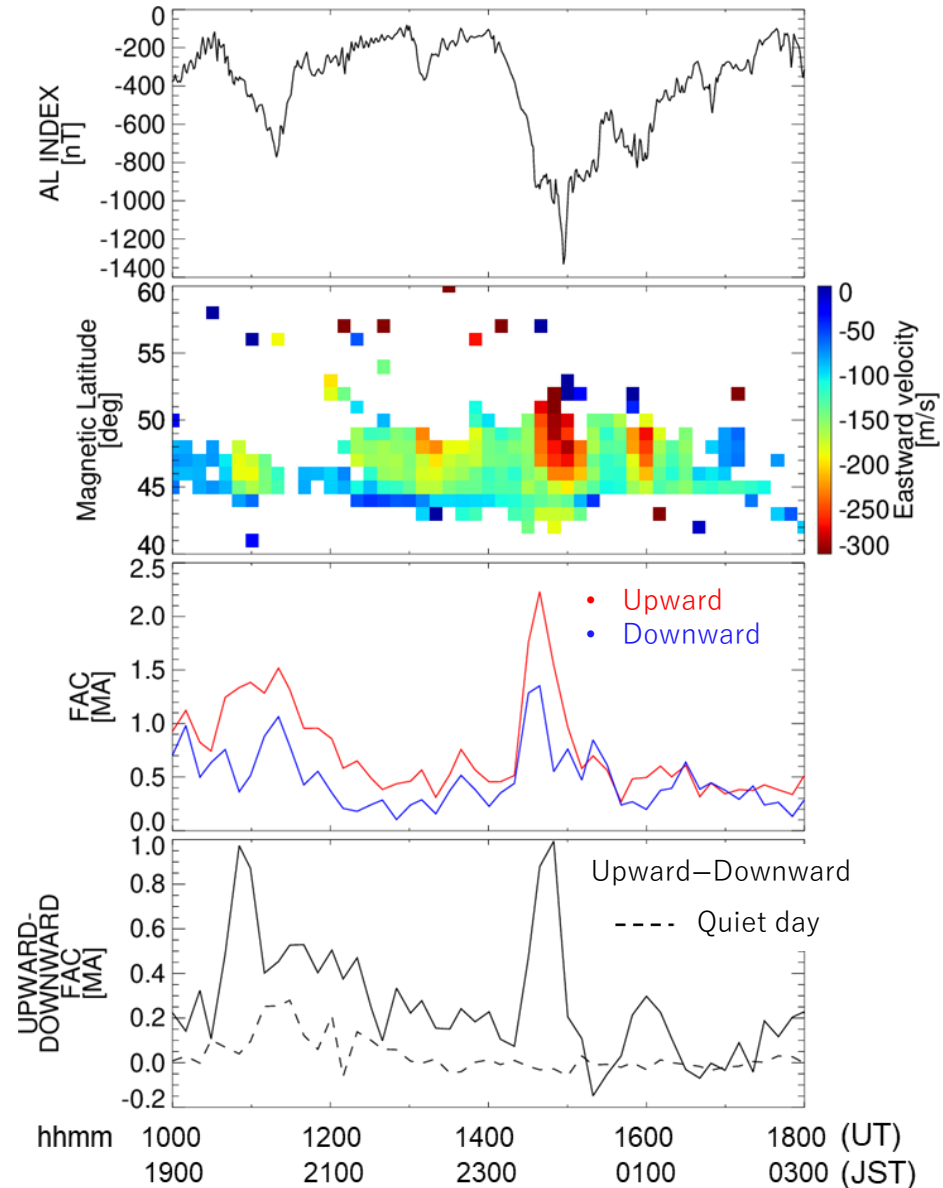 0
-200
-400
-600
-800
-1000
-1200
-1400
AL INDEX
[nT]
60
55
50
45
40
Magnetic Latitude
[deg]
0
-50
-100
-150
-200
-250
-300
Eastward velocity
[m/s]
2.5
2.0
1.5
1.0
0.5
0.0
FAC
[MA]
Upward
Downward
1.0
0.8
0.6
0.4
0.2
0.0
-0.2
UPWARD-
DOWNWARD
FAC
[MA]
Upward–Downward
Quiet day
hhmm 1000 1200 1400 1600 1800 (UT)
1900 2100 2300 0100 0300 (JST)